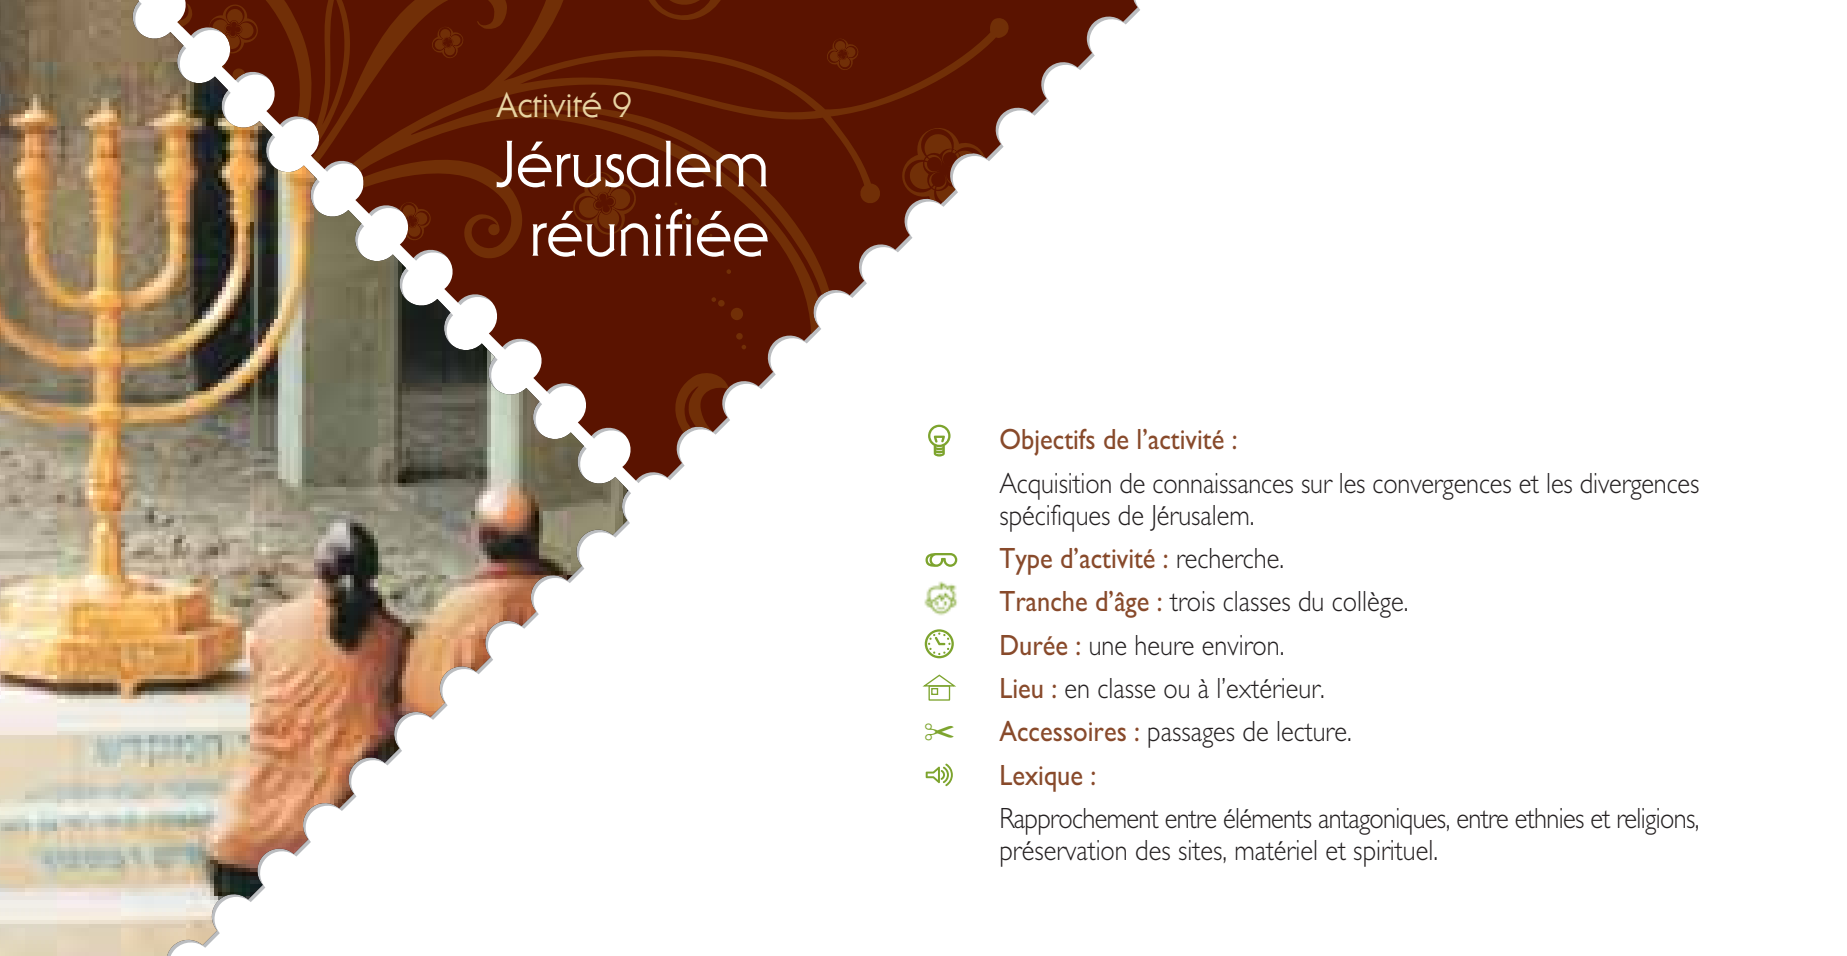 Activité 9
Jérusalem
réunifiée
Objectifs de l’activité :
Acquisition de connaissances sur les convergences et les divergences
spécifiques de Jérusalem.
Type d’activité : recherche.
Tranche d’âge : trois classes du collège.
Durée : une heure environ.
Lieu : en classe ou à l’extérieur.
Accessoires : passages de lecture.
Lexique :
Rapprochement entre éléments antagoniques, entre ethnies et religions,
préservation des sites, matériel et spirituel.